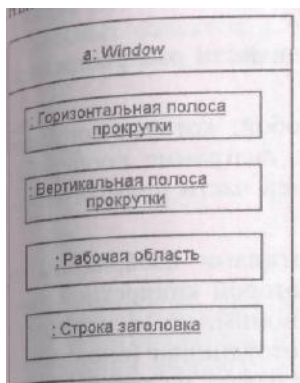 a: Window
: Горизонтальная полоса
прокрутки
: Вертикальная полоса
прокрутки
: Рабочая область
: Строка заголовка